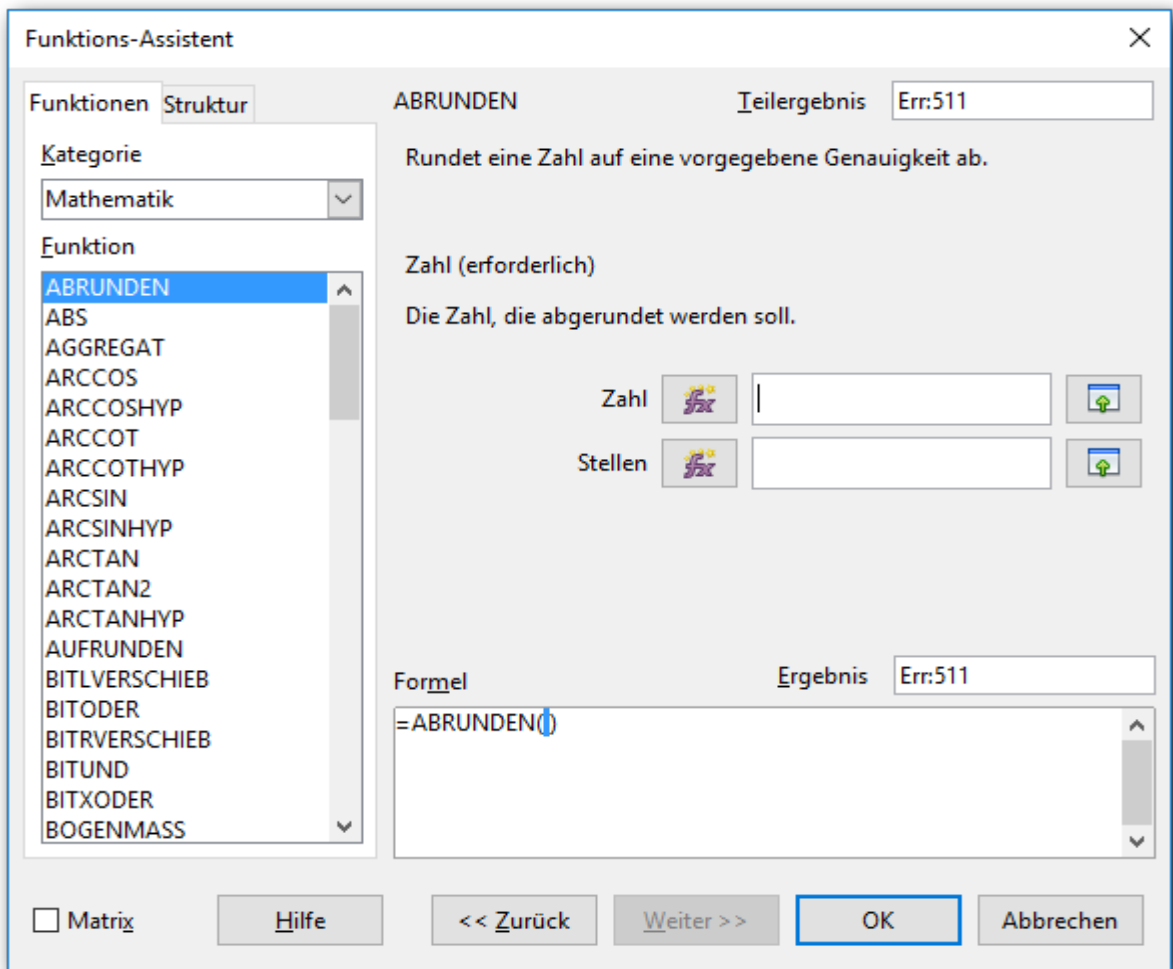 Funktions-Assistent
Funktionen Struktur
Kategorie
Mathematik
Funktion
ABRUNDEN
ABS
AGGREGAT
ARCCOS
ARCCOSHYP
ARCCOT
ARCCOTHYP
ARCSIN
ARCSINHYP
ARCTAN
ARCTAN2
ARCTANHYP
AUFRUNDEN
BITLVERSCHIEB
BITODER
BITRVERSCHIEB
BITUND
BITXODER
BOGENMASS
ABRUNDEN Teilergebnis Err:511
Rundet eine Zahl auf eine vorgegebene Genauigkeit ab.
Zahl (erforderlich)
Die Zahl, die abgerundet werden soll.
Zahl fx
Stellen fx
Formel Ergebnis Err:511
=ABRUNDEN()
Matrix Hilfe << Zurück Weiter >> OK Abbrechen